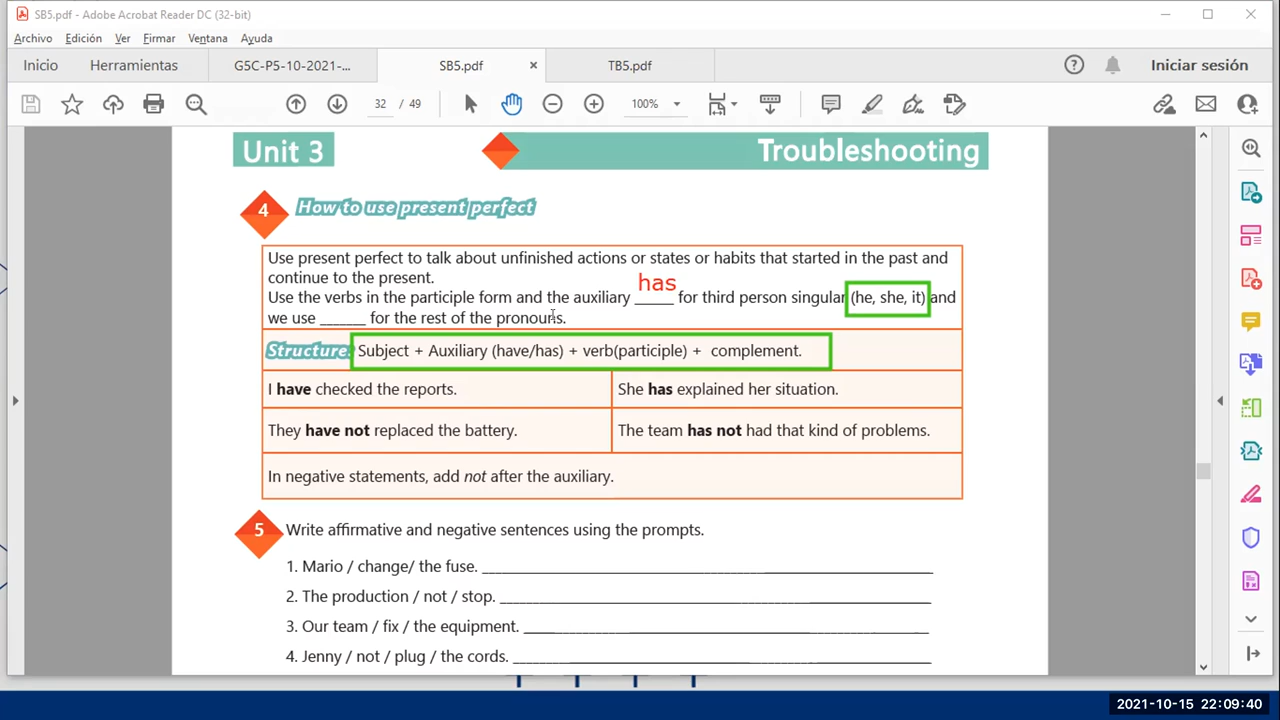 SB5.pdf - Adobe Acrobat Reader DC (32-bit)
Archivo Edición Ver Firmar Ventana Ayuda
Inicio Herramientas G5C-P5-10-2021-... SB5.pdf × TB5.pdf Iniciar sesión
32 / 49 100%
Unit 3 Troubleshooting
4 How to use present perfect
Use present perfect to talk about unfinished actions or states or habits that started in the past and
continue to the present.
has
Use the verbs in the participle form and the auxiliary _____ for third person singular (he, she, it) and
we use _______ for the rest of the pronouns.
Structure: Subject + Auxiliary (have/has) + verb(participle) + complement.
I have checked the reports. She has explained her situation.
They have not replaced the battery. The team has not had that kind of problems.
In negative statements, add not after the auxiliary.
5 Write affirmative and negative sentences using the prompts.
1. Mario / change/ the fuse. ____________________
2. The production / not / stop. ____________________
3. Our team / fix / the equipment. ____________________
4. Jenny / not / plug / the cords. ____________________
2021-10-15 22:09:40